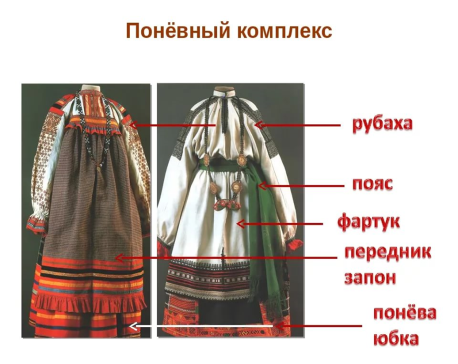 Понёвный комплекс
рубаха
пояс
фартук
передник
запон
понёва
юбка